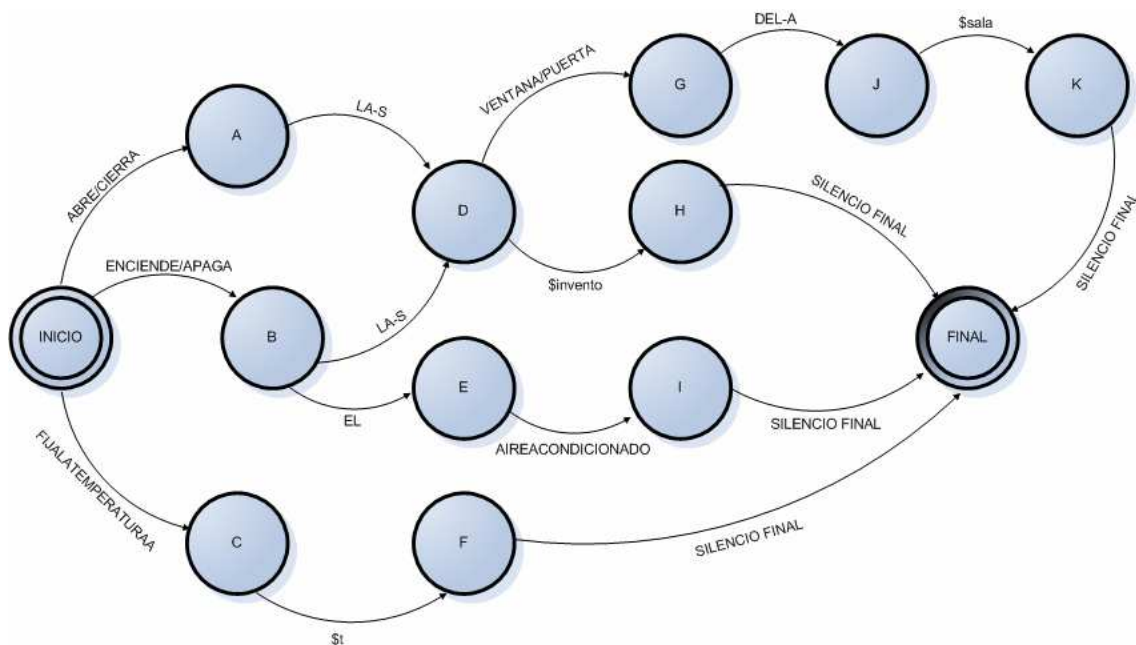 DEL-A
$sala
G
J
K
VENTANA/PUERTA
LA-S
A
ABRE/CIERRA
D
H
SILENCIO FINAL
SILENCIO FINAL
ENCIENDE/APAGA
$invento
INICIO
B
LA-S
FINAL
E
I
EL
AIREACONDICIONADO
SILENCIO FINAL
FIJALATEMPERATURAA
C
F
SILENCIO FINAL
$t